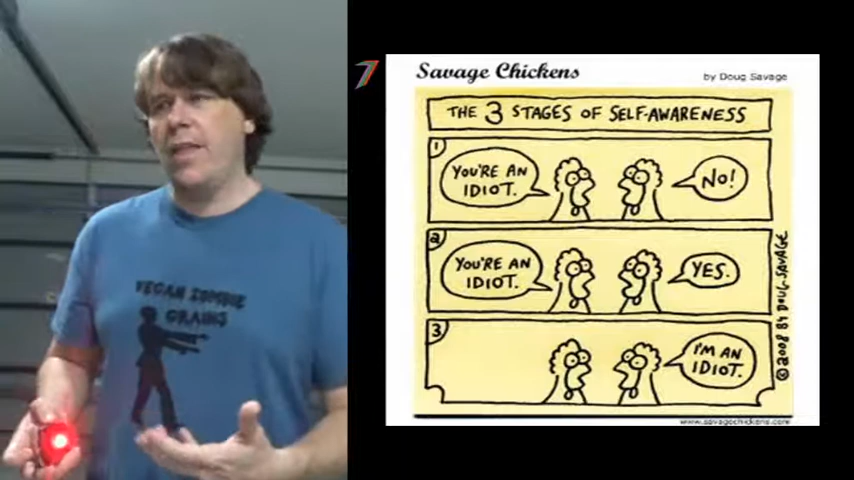 VEGAN ZOMBIE
GRAINS
7
Savage Chickens
by Doug Savage
THE 3 STAGES OF SELF-AWARENESS
1
YOU'RE AN
IDIOT.
NO!
2
YOU'RE AN
IDIOT.
YES.
3
I'M AN
IDIOT.
©2008 BY DOUG SAVAGE
www.savagechickens.com